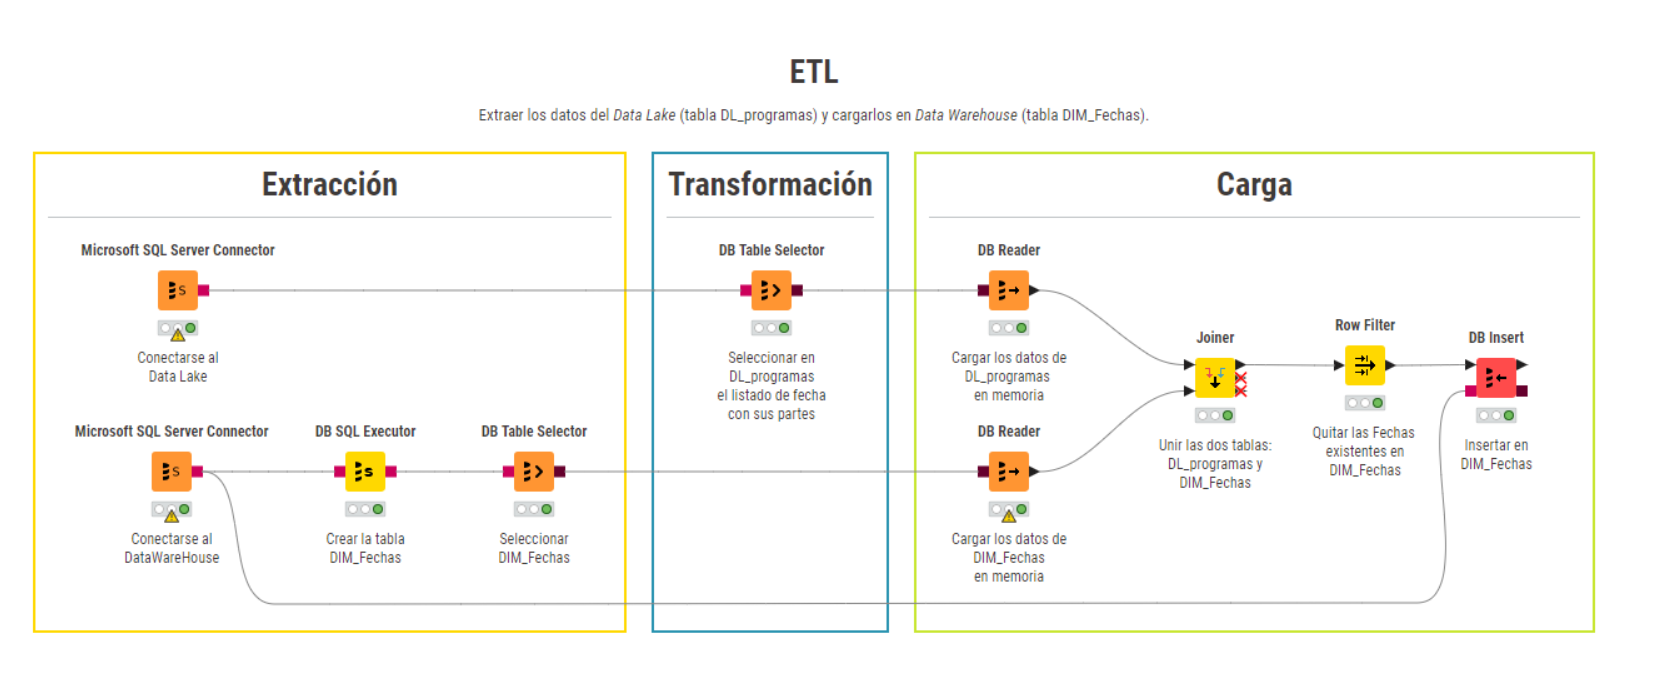 ETL
Extraer los datos del Data Lake (tabla DL_programas) y cargarlos en Data Warehouse (tabla DIM_Fechas).
Extracción
Microsoft SQL Server Connector
S
Conectarse al
Data Lake
Microsoft SQL Server Connector
S
Conectarse al
DataWareHouse
DB SQL Executor
s
Crear la tabla
DIM_Fechas
DB Table Selector
Seleccionar
DIM_Fechas
Transformación
DB Table Selector
Seleccionar en
DL_programas
el listado de fecha
con sus partes
Carga
DB Reader
Cargar los datos de
DL_programas
en memoria
DB Reader
Cargar los datos de
DIM_Fechas
en memoria
Joiner
Unir las dos tablas:
DL_programas y
DIM_Fechas
Row Filter
Quitar las Fechas
existentes en
DIM_Fechas
DB Insert
Insertar en
DIM_Fechas